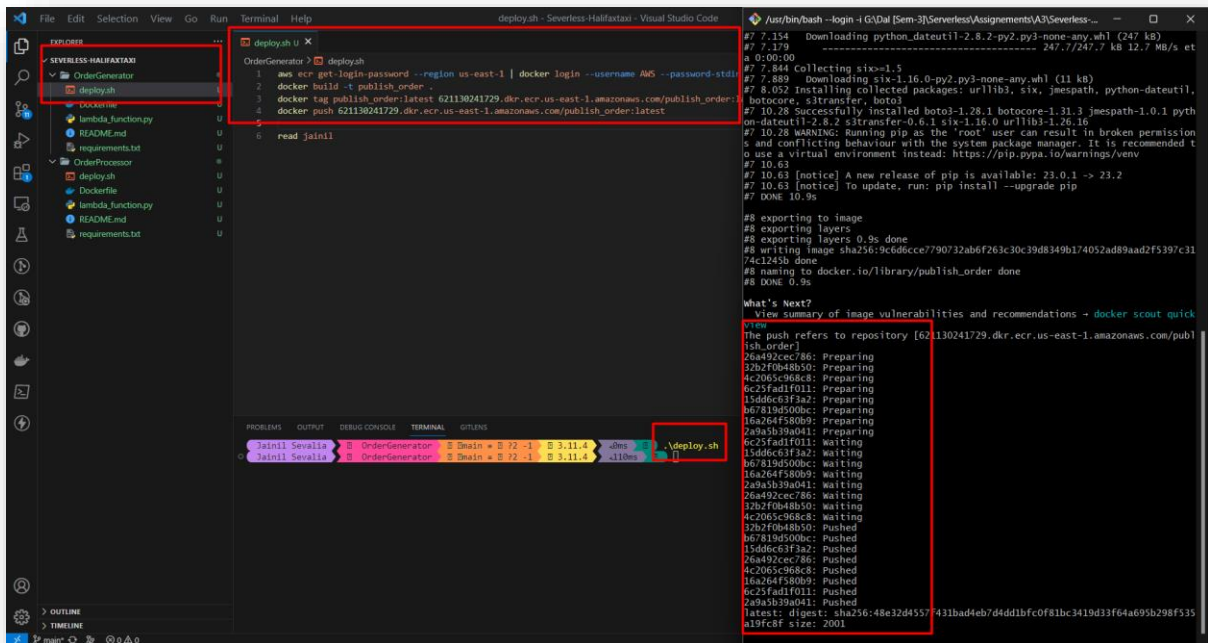 File Edit Selection View Go Run Terminal Help
deploy.sh - Severless-Halifaxtaxi - Visual Studio Code
EXPLORER
SEVERLESS-HALIFAXTAXI
OrderGenerator
deploy.sh U
Dockerfile U
lambda_function.py U
README.md U
requirements.txt U
OrderProcessor
deploy.sh U
Dockerfile U
lambda_function.py U
README.md U
requirements.txt U
OUTLINE
TIMELINE
main*
0 0
deploy.sh U
OrderGenerator > deploy.sh
1 aws ecr get-login-password --region us-east-1 | docker login --username AWS --password-stdin
2 docker build -t publish_order .
3 docker tag publish_order:latest 621130241729.dkr.ecr.us-east-1.amazonaws.com/publish_order:
4 docker push 621130241729.dkr.ecr.us-east-1.amazonaws.com/publish_order:latest
5
6 read jainil
PROBLEMS OUTPUT DEBUG CONSOLE TERMINAL GITLENS
Jainil Sevalia OrderGenerator main ?2 ~1 3.11.4 0ms .\deploy.sh
Jainil Sevalia OrderGenerator main ?2 ~1 3.11.4 110ms
/usr/bin/bash --login -i G:\Dal [Sem-3]\Serverless\Assignements\A3\Severless-...
#7 7.154 Downloading python_dateutil-2.8.2-py2.py3-none-any.whl (247 kB)
#7 7.179 ------------------------------------- 247.7/247.7 kB 12.7 MB/s et
a 0:00:00
#7 7.844 Collecting six>=1.5
#7 7.889 Downloading six-1.16.0-py2.py3-none-any.whl (11 kB)
#7 8.052 Installing collected packages: urllib3, six, jmespath, python-dateutil,
botocore, s3transfer, boto3
#7 10.28 Successfully installed boto3-1.28.1 botocore-1.31.3 jmespath-1.0.1 pyth
on-dateutil-2.8.2 s3transfer-0.6.1 six-1.16.0 urllib3-1.26.16
#7 10.28 WARNING: Running pip as the 'root' user can result in broken permission
s and conflicting behaviour with the system package manager. It is recommended t
o use a virtual environment instead: https://pip.pypa.io/warnings/venv
#7 10.63
#7 10.63 [notice] A new release of pip is available: 23.0.1 -> 23.2
#7 10.63 [notice] To update, run: pip install --upgrade pip
#7 DONE 10.9s
#8 exporting to image
#8 exporting layers
#8 exporting layers 0.9s done
#8 writing image sha256:9c6d6cce7790732ab6f263c30c39d8349b174052ad89aad2f5397c31
74c1245b done
#8 naming to docker.io/library/publish_order done
#8 DONE 0.9s
What's Next?
View summary of image vulnerabilities and recommendations → docker scout quick
view
The push refers to repository [621130241729.dkr.ecr.us-east-1.amazonaws.com/publ
ish_order]
26a492cec786: Preparing
32b2f0b48b50: Preparing
4c2065c968c8: Preparing
6c25fad1f011: Preparing
15dd6c63f3a2: Preparing
b67819d500bc: Preparing
16a264f580b9: Preparing
2a9a5b39a041: Preparing
6c25fad1f011: Waiting
15dd6c63f3a2: Waiting
b67819d500bc: Waiting
16a264f580b9: Waiting
2a9a5b39a041: Waiting
26a492cec786: Waiting
32b2f0b48b50: Waiting
4c2065c968c8: Waiting
32b2f0b48b50: Pushed
b67819d500bc: Pushed
15dd6c63f3a2: Pushed
26a492cec786: Pushed
4c2065c968c8: Pushed
16a264f580b9: Pushed
6c25fad1f011: Pushed
2a9a5b39a041: Pushed
latest: digest: sha256:48e32d4557f431bad4eb7d4dd1bfc0f81bc3419d33f64a695b298f535
a19fc8f size: 2001